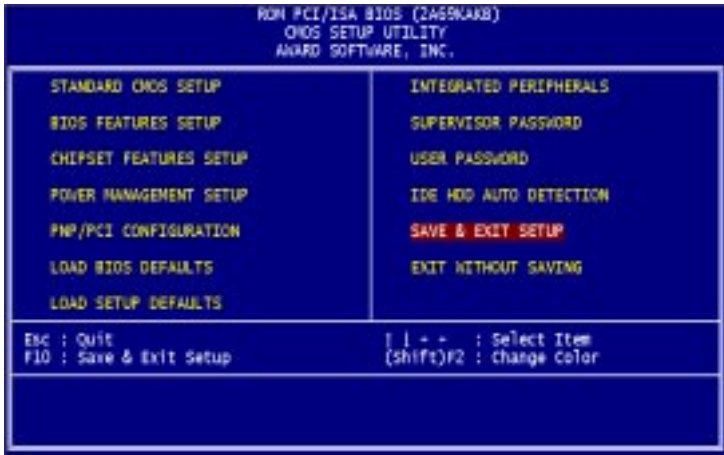 ROM PCI/ISA BIOS (2A69KAKB)
CMOS SETUP UTILITY
AWARD SOFTWARE, INC.
STANDARD CMOS SETUP
BIOS FEATURES SETUP
CHIPSET FEATURES SETUP
POWER MANAGEMENT SETUP
PNP/PCI CONFIGURATION
LOAD BIOS DEFAULTS
LOAD SETUP DEFAULTS
INTEGRATED PERIPHERALS
SUPERVISOR PASSWORD
USER PASSWORD
IDE HDD AUTO DETECTION
SAVE & EXIT SETUP
EXIT WITHOUT SAVING
Esc : Quit
F10 : Save & Exit Setup
: Select Item
(Shift)F2 : Change Color